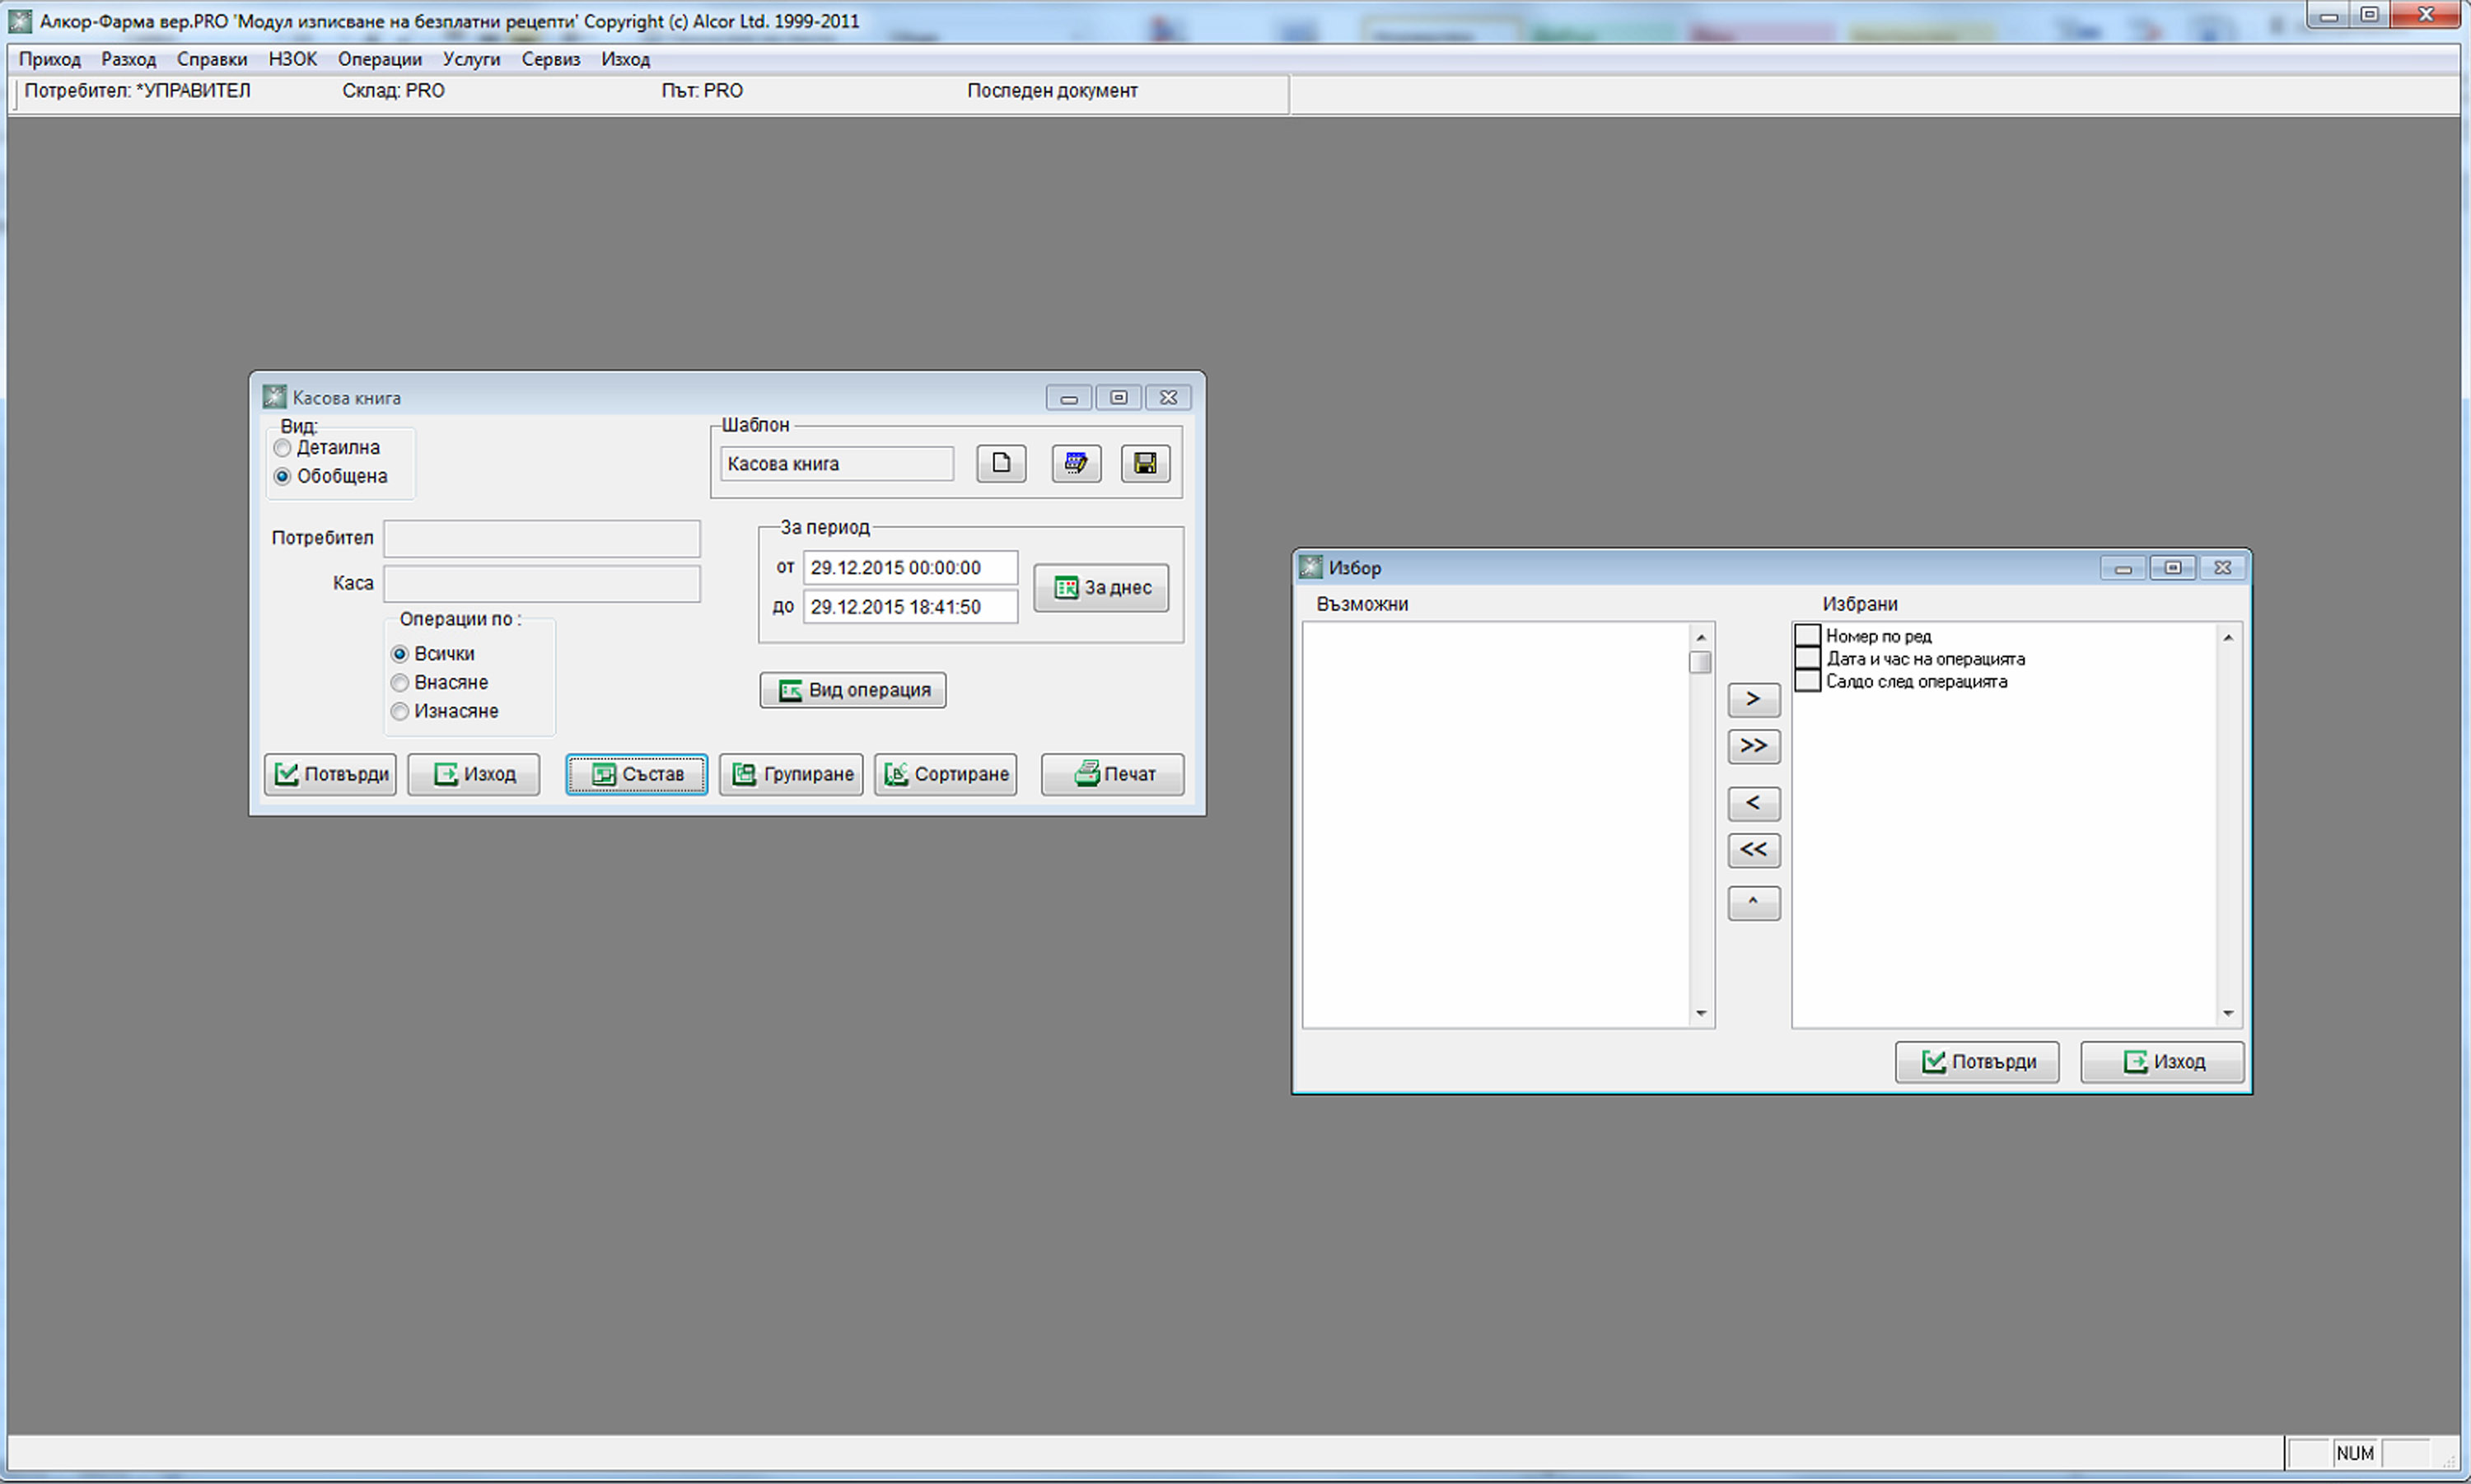 Алкор-Фарма вер.PRO 'Модул изписване на безплатни рецепти' Copyright (c) Alcor Ltd. 1999-2011
Приход Разход Справки НЗОК Операции Услуги Сервиз Изход
Потребител: *УПРАВИТЕЛ Склад: PRO Път: PRO Последен документ
Касова книга
Вид:
Детаилна
Обобщена
Шаблон
Касова книга
Потребител
Каса
За период
от 29.12.2015 00:00:00
до 29.12.2015 18:41:50
За днес
Операции по :
Всички
Внасяне
Изнасяне
Вид операция
Потвърди Изход Състав Групиране Сортиране Печат
Избор
Възможни Избрани
Номер по ред
Дата и час на операцията
Салдо след операцията
>
>>
<
<<
^
Потвърди Изход
NUM